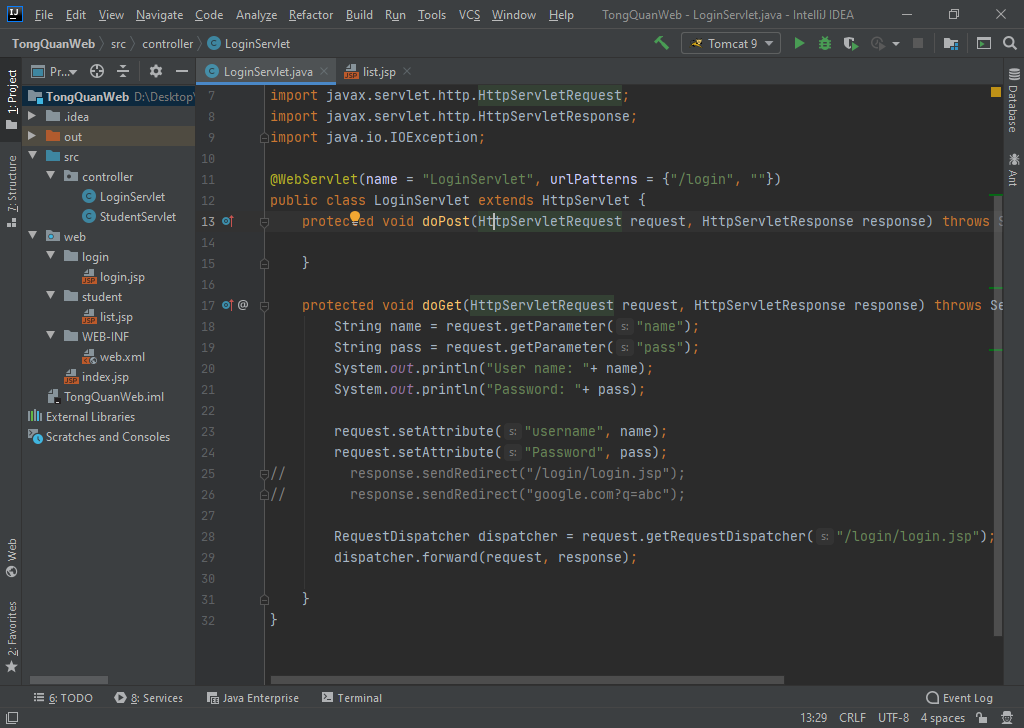 File Edit View Navigate Code Analyze Refactor Build Run Tools VCS Window Help TongQuanWeb - LoginServlet.java - IntelliJ IDEA
TongQuanWeb src controller LoginServlet Tomcat 9
Pr... LoginServlet.java list.jsp
1: Project
7: Structure
Web
2: Favorites
TongQuanWeb D:\Desktop\
.idea
out
src
controller
LoginServlet
StudentServlet
web
login
login.jsp
student
list.jsp
WEB-INF
web.xml
index.jsp
TongQuanWeb.iml
External Libraries
Scratches and Consoles
7 import javax.servlet.http.HttpServletRequest;
8 import javax.servlet.http.HttpServletResponse;
9 import java.io.IOException;
10
11 @WebServlet(name = "LoginServlet", urlPatterns = {"/login", ""})
12 public class LoginServlet extends HttpServlet {
13 protected void doPost(HttpServletRequest request, HttpServletResponse response) throws S
14
15 }
16
17 @ protected void doGet(HttpServletRequest request, HttpServletResponse response) throws Se
18 String name = request.getParameter( s: "name");
19 String pass = request.getParameter( s: "pass");
20 System.out.println("User name: "+ name);
21 System.out.println("Password: "+ pass);
22
23 request.setAttribute( s: "username", name);
24 request.setAttribute( s: "Password", pass);
25 // response.sendRedirect("/login/login.jsp");
26 // response.sendRedirect("google.com?q=abc");
27
28 RequestDispatcher dispatcher = request.getRequestDispatcher( s: "/login/login.jsp");
29 dispatcher.forward(request, response);
30
31 }
32 }
Database
Ant
6: TODO 8: Services Java Enterprise Terminal Event Log
13:29 CRLF UTF-8 4 spaces